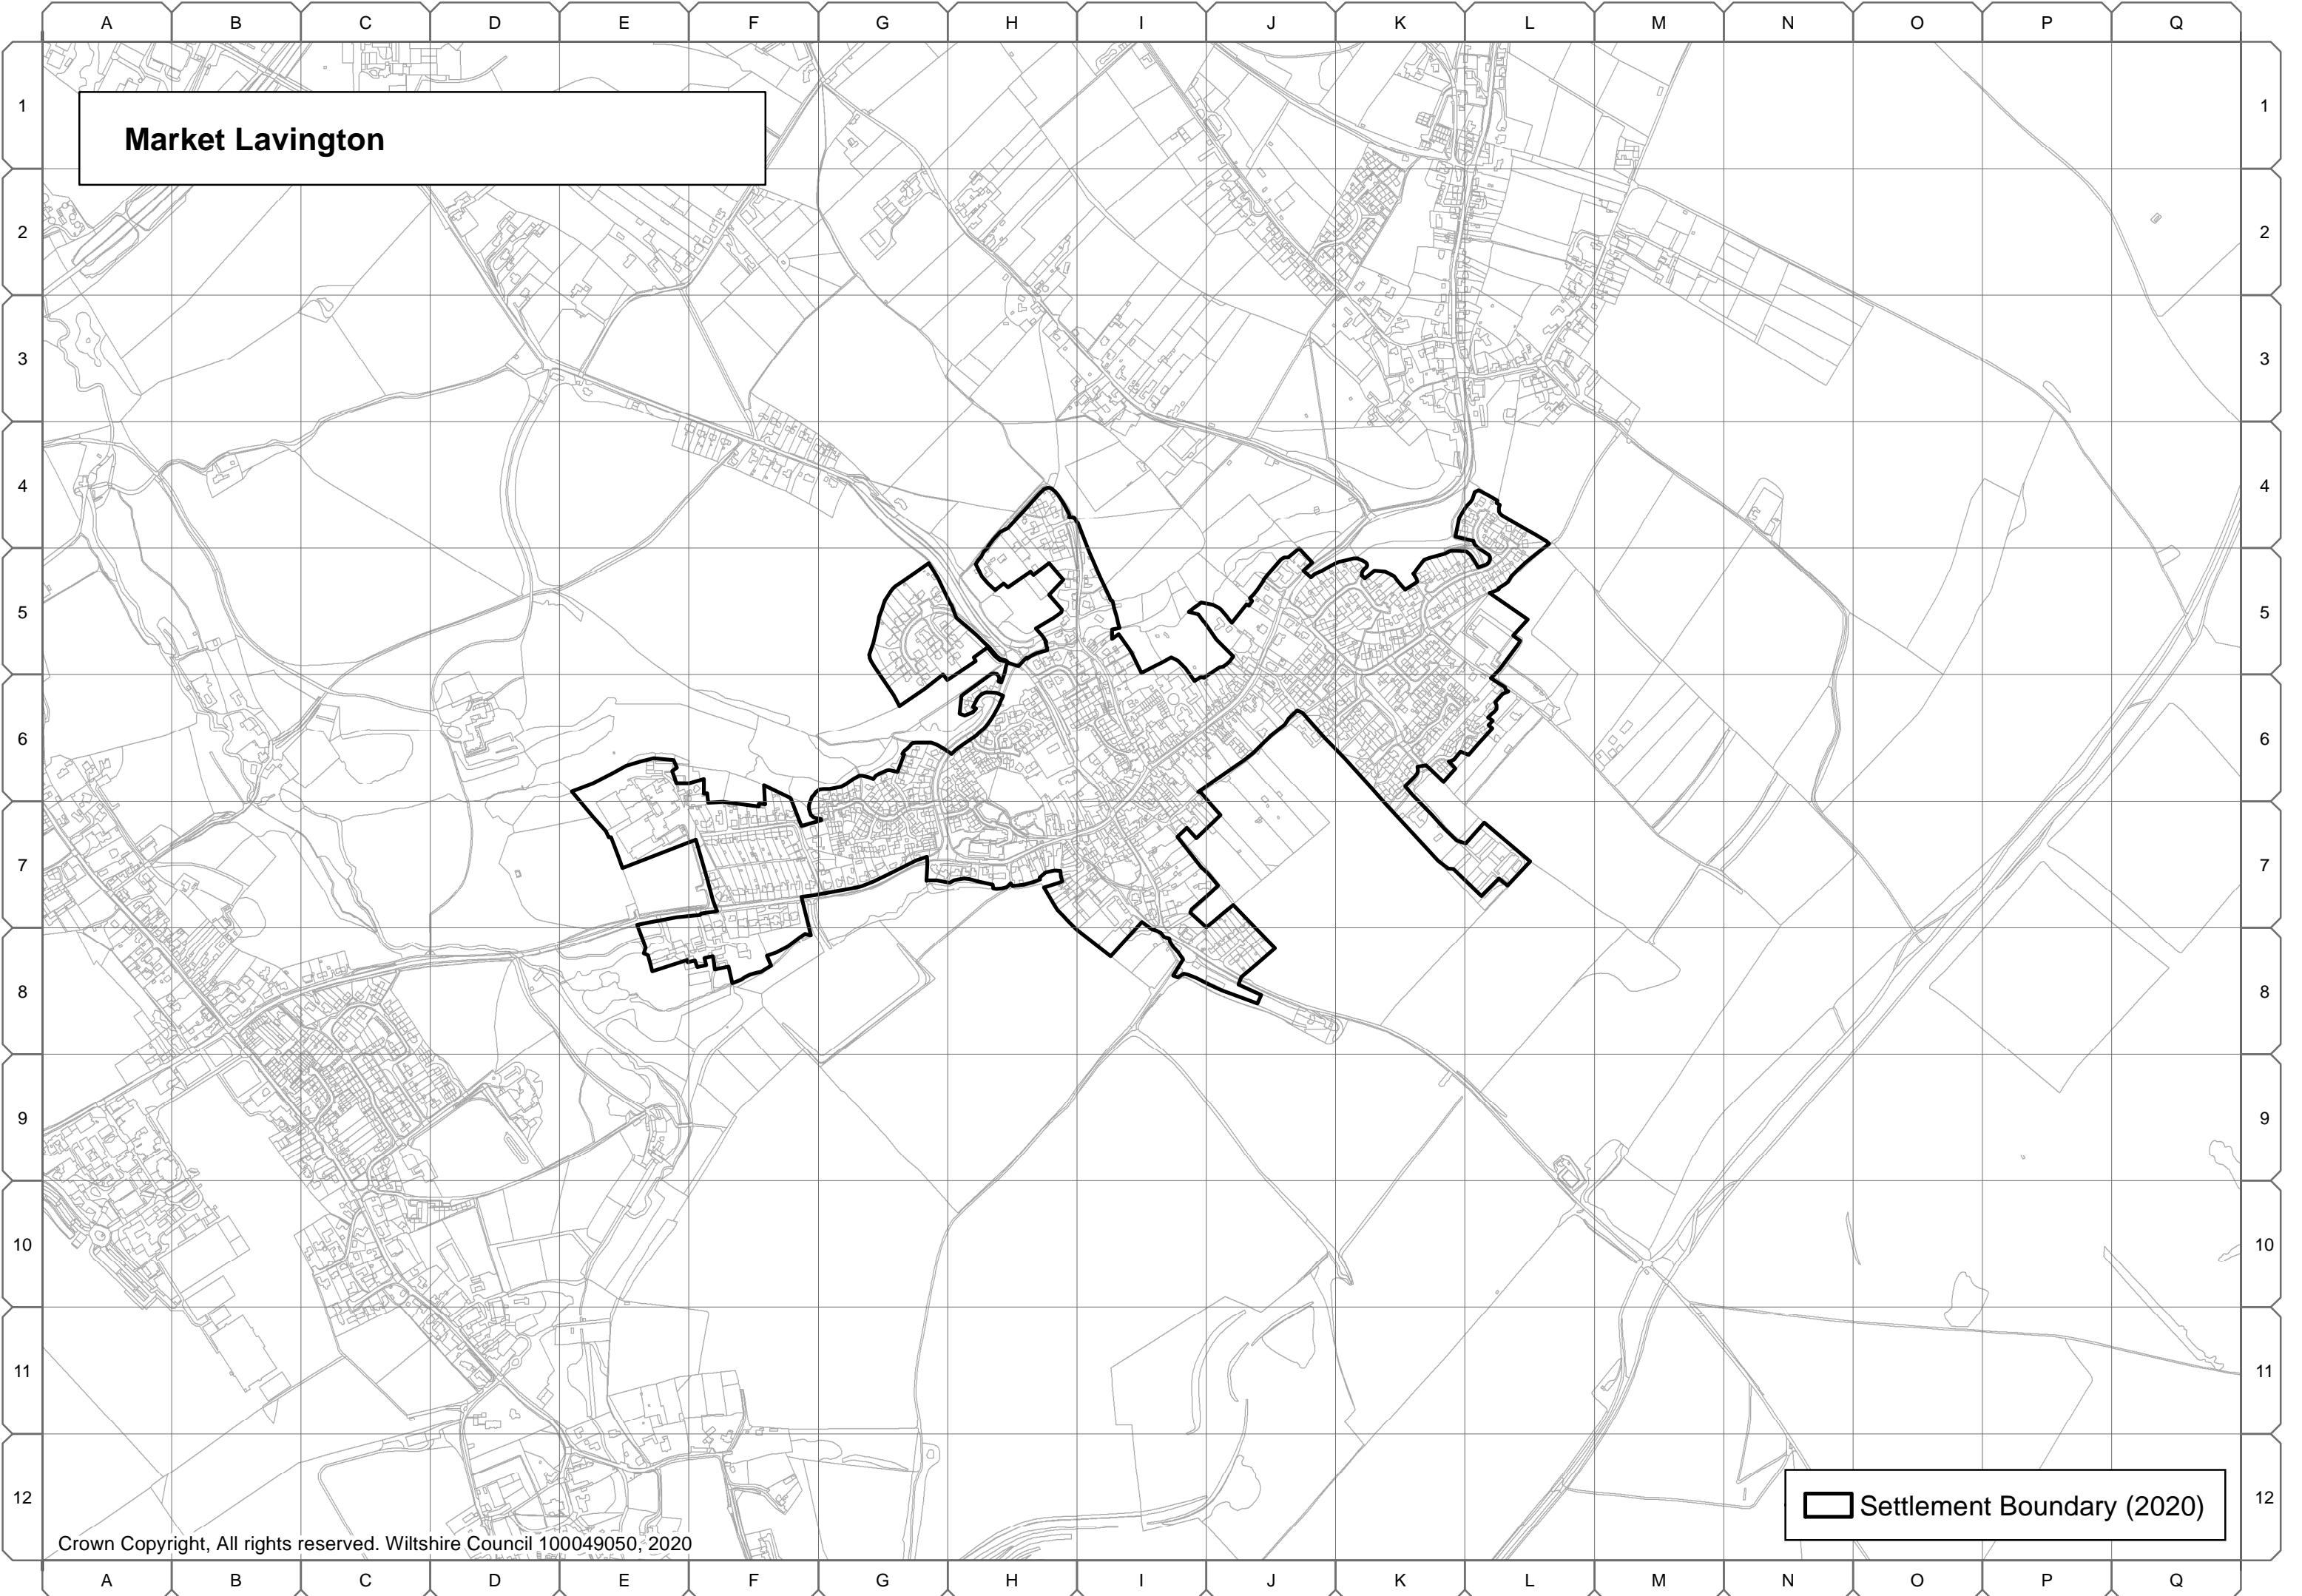 A B C D E F G H I J K L M N O P Q
1 1
Market Lavington
2 2
3 3
4 4
5 5
6 6
7 7
8 8
9 9
10 10
11 11
12 12
Settlement Boundary (2020)
Crown Copyright, All rights reserved. Wiltshire Council 100049050, 2020
A B C D E F G H I J K L M N O P Q